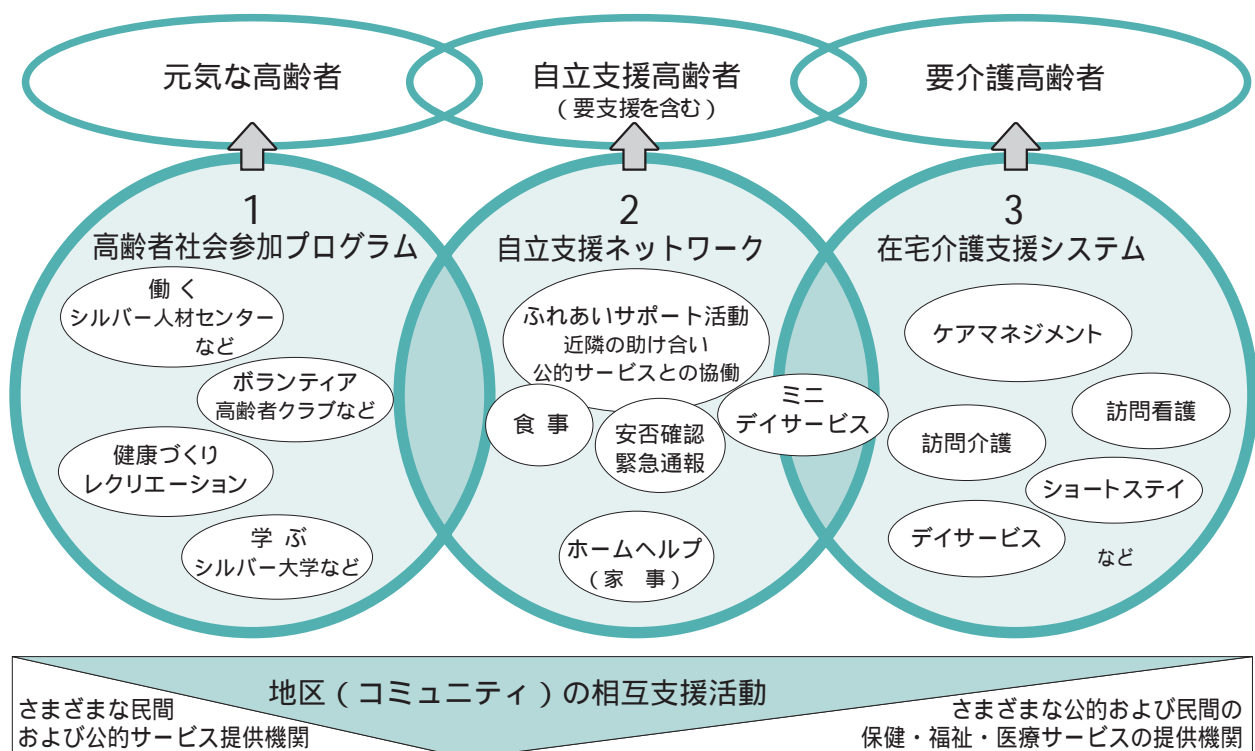 元気な高齢者
自立支援高齢者
（要支援を含む）
要介護高齢者
1
高齢者社会参加プログラム
働く
シルバー人材センター
など
ボランティア
高齢者クラブなど
健康づくり
レクリエーション
学ぶ
シルバー大学など
2
自立支援ネットワーク
ふれあいサポート活動
近隣の助け合い
公的サービスとの協働
食事
安否確認
緊急通報
ミニ
デイサービス
ホームヘルプ
（家　事）
3
在宅介護支援システム
ケアマネジメント
訪問看護
訪問介護
ショートステイ
デイサービス
など
地区（コミュニティ）の相互支援活動
さまざまな民間
および公的サービス提供機関
さまざまな公的および民間の
保健・福祉・医療サービスの提供機関